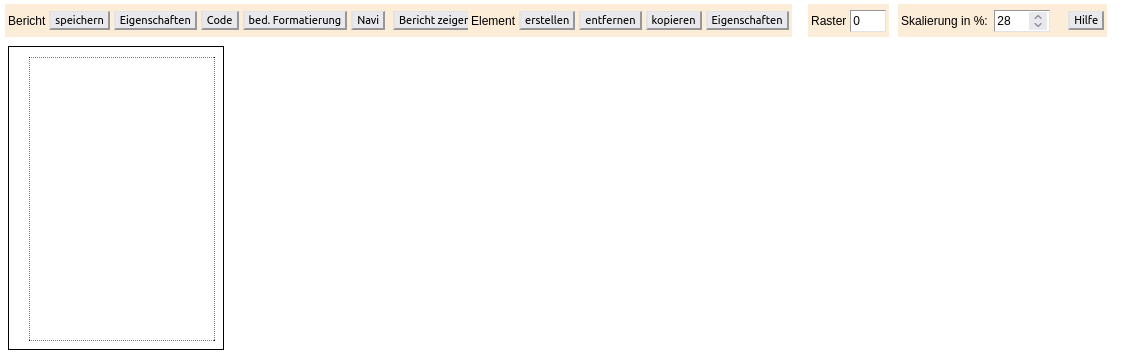 Bericht speichern Eigenschaften Code bed. Formatierung Navi Bericht zeiger Element erstellen entfernen kopieren Eigenschaften Raster 0 Skalierung in %: 28 Hilfe